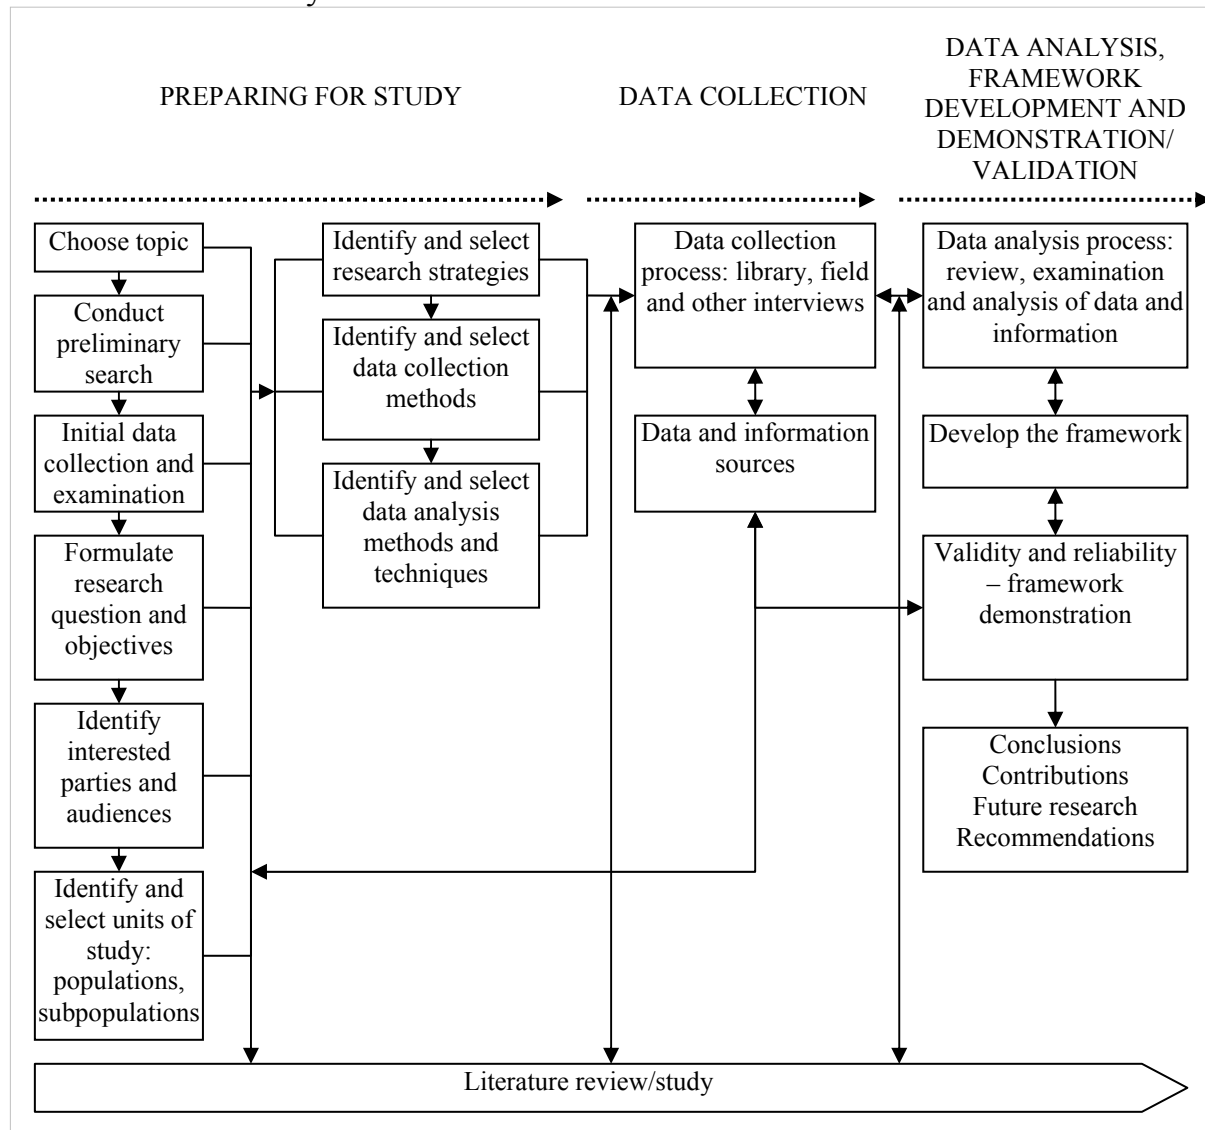 PREPARING FOR STUDY
DATA COLLECTION
DATA ANALYSIS,
FRAMEWORK
DEVELOPMENT AND
DEMONSTRATION/
VALIDATION
Choose topic
Conduct
preliminary
search
Initial data
collection and
examination
Formulate
research
question and
objectives
Identify
interested
parties and
audiences
Identify and
select units of
study:
populations,
subpopulations
Identify and select
research strategies
Identify and select
data collection
methods
Identify and select
data analysis
methods and
techniques
Data collection
process: library, field
and other interviews
Data and information
sources
Data analysis process:
review, examination
and analysis of data and
information
Develop the framework
Validity and reliability
– framework
demonstration
Conclusions
Contributions
Future research
Recommendations
Literature review/study